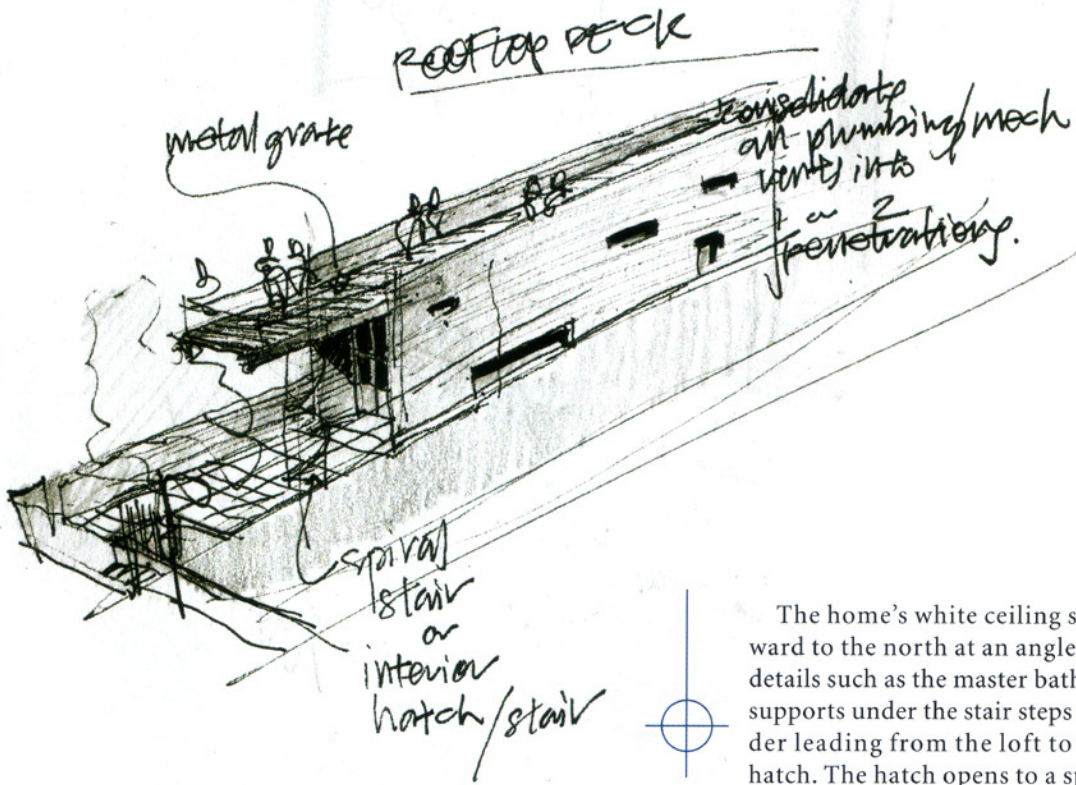 ROOFTOP DECK
metal grate
consolidate
all plumbing/mech
vents into
1 or 2
penetrations.
spiral
stair
or
interior
hatch/stair
The home's white ceiling s
ward to the north at an angle
details such as the master bath
supports under the stair steps
der leading from the loft to
hatch. The hatch opens to a sp